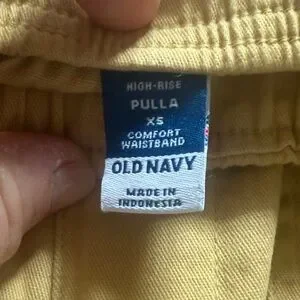 HIGH-RISE
PULLA
XS
COMFORT
WAISTBAND
OLD NAVY
MADE IN
INDONESIA